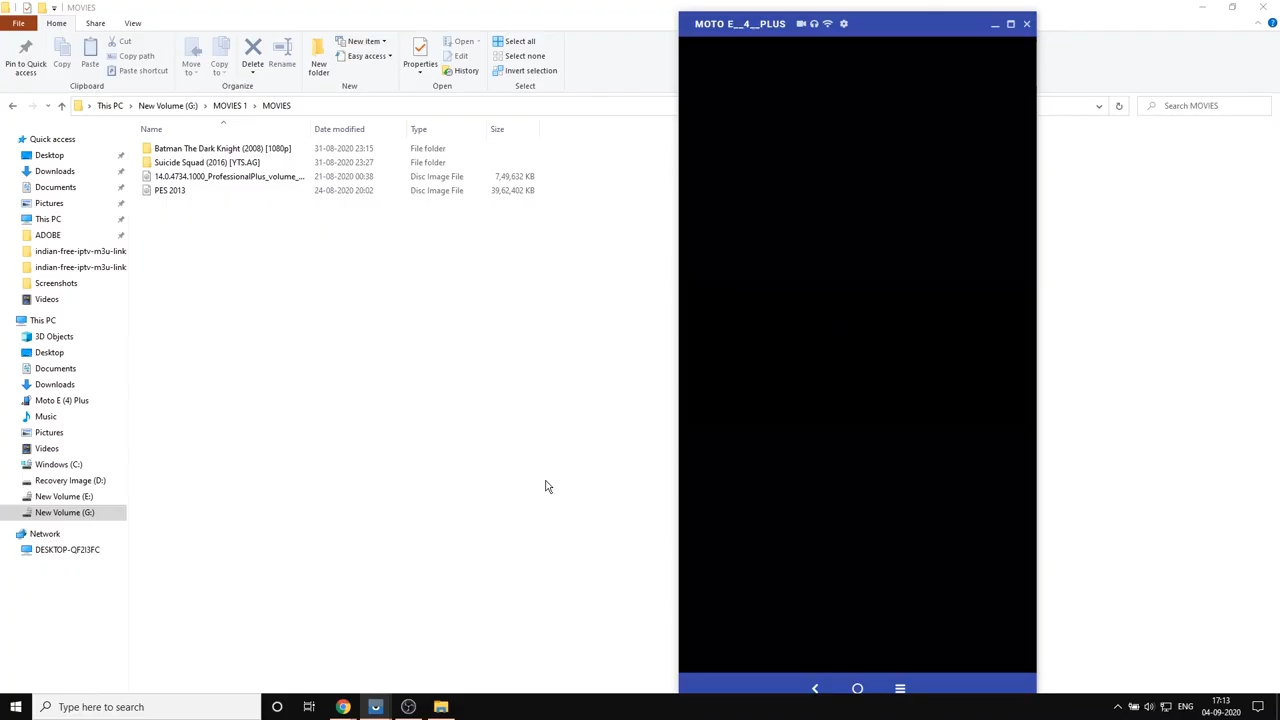 MOVIES
File Home Share View
Pin to Quick access
Copy
Paste
Cut
Copy path
Paste shortcut
Clipboard
Move to
Copy to
Delete
Rename
Organize
New folder
New item
Easy access
New
Properties
Open
Edit
History
Open
Select all
Select none
Invert selection
Select
This PC New Volume (G:) MOVIES 1 MOVIES
Search MOVIES
Name Date modified Type Size
Batman The Dark Knight (2008) [1080p] 31-08-2020 23:15 File folder
Suicide Squad (2016) [YTS.AG] 31-08-2020 23:27 File folder
14.0.4734.1000_ProfessionalPlus_volume_... 21-08-2020 00:38 Disc Image File 7,49,632 KB
PES 2013 24-08-2020 20:02 Disc Image File 39,62,402 KB
Quick access
Desktop
Downloads
Documents
Pictures
This PC
ADOBE
indian-free-iptv-m3u-link
indian-free-iptv-m3u-link
Screenshots
Videos
This PC
3D Objects
Desktop
Documents
Downloads
Moto E (4) Plus
Music
Pictures
Videos
Windows (C:)
Recovery Image (D:)
New Volume (E:)
New Volume (G:)
Network
DESKTOP-QF2I3FC
MOTO E__4__PLUS
Type here to search
ENG
17:13
04-09-2020